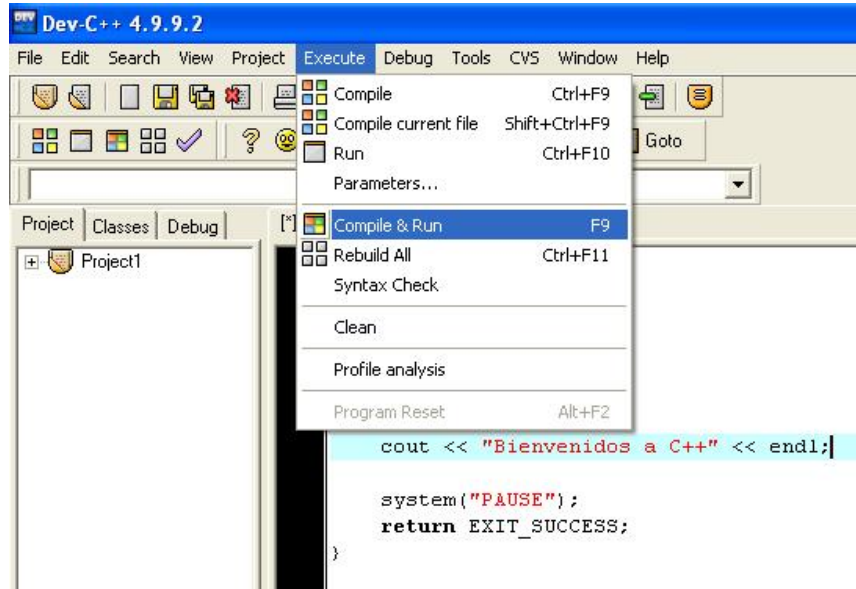 Dev-C++ 4.9.9.2
File Edit Search View Project Execute Debug Tools CVS Window Help
Compile Ctrl+F9
Compile current file Shift+Ctrl+F9
Run Ctrl+F10
Goto
Parameters...
Project Classes Debug [*]
Compile & Run F9
Project1
Rebuild All Ctrl+F11
Syntax Check
Clean
Profile analysis
Program Reset Alt+F2
cout << "Bienvenidos a C++" << endl;
system("PAUSE");
return EXIT_SUCCESS;
}